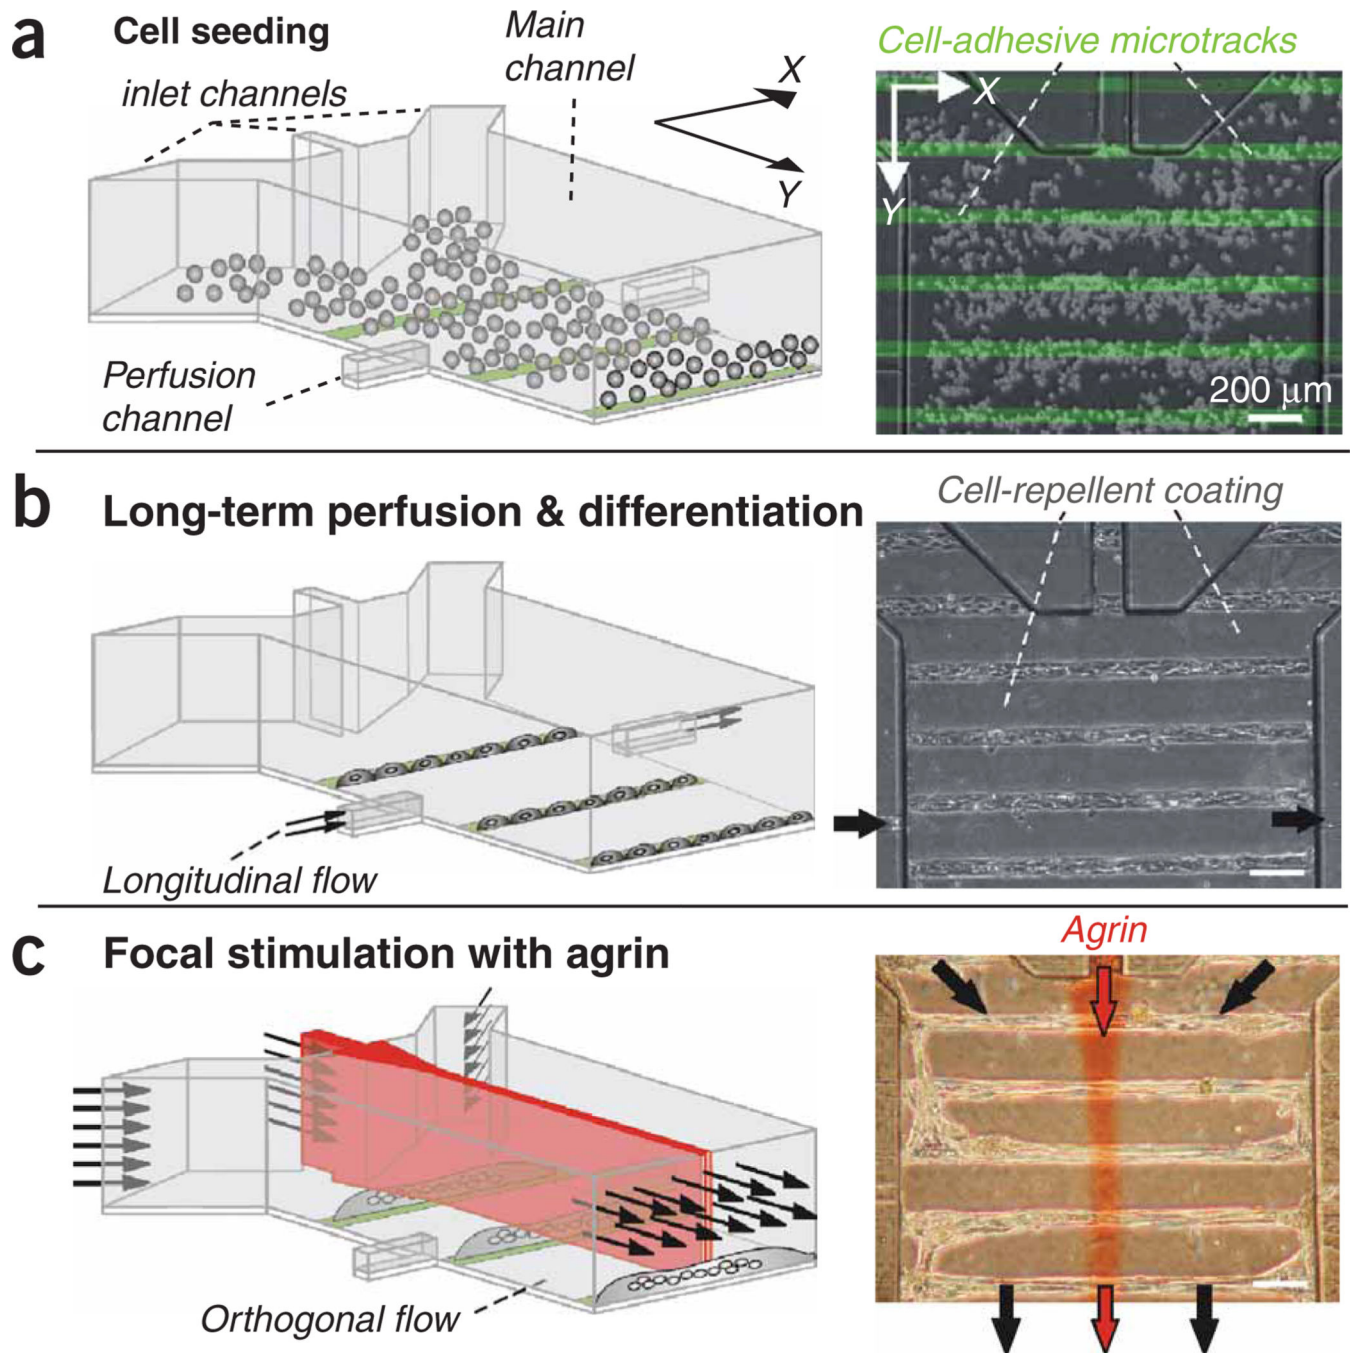 a
Cell seeding
Main
channel
inlet channels
X
Y
Perfusion
channel
Cell-adhesive microtracks
X
Y
200 μm
b
Long-term perfusion & differentiation
Cell-repellent coating
Longitudinal flow
c
Focal stimulation with agrin
Agrin
Orthogonal flow